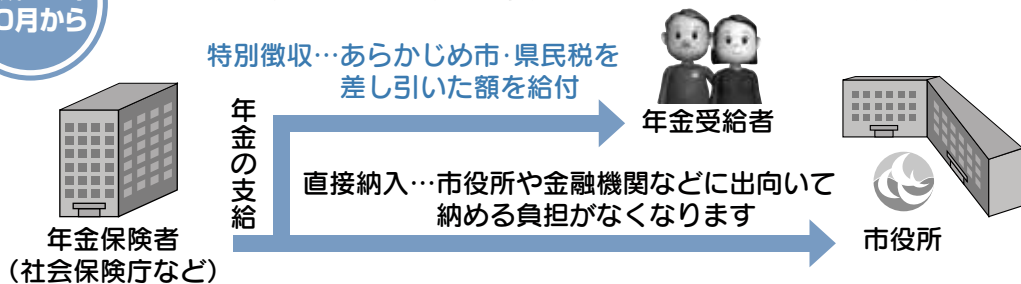 月から
特別徴収…あらかじめ市・県民税を
差し引いた額を給付
年金の支給
年金受給者
直接納入…市役所や金融機関などに出向いて
納める負担がなくなります
年金保険者
（社会保険庁など）
市役所